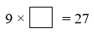 9 × □ = 27